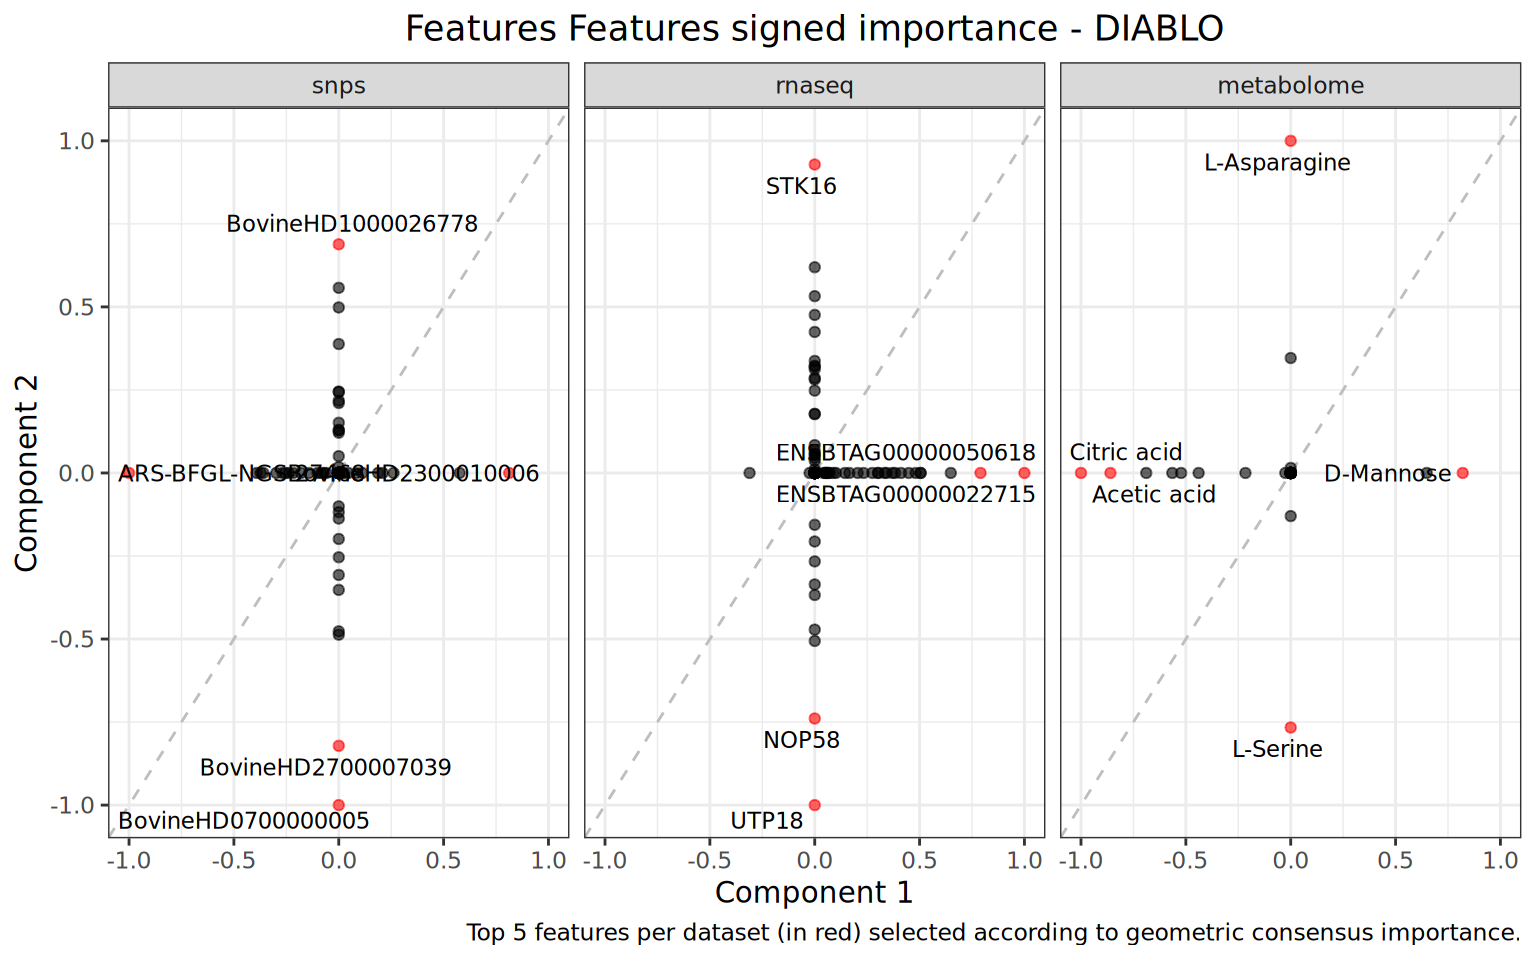 Features Features signed importance - DIABLO
snps
rnaseq
metabolome
Component 2
1.0
0.5
0.0
-0.5
-1.0
BovineHD1000026778
BovineHD2300010006
BovineHD2700007039
BovineHD0700000005
STK16
ENSBTAG00000050618
ENSBTAG00000022715
NOP58
UTP18
L-Asparagine
Citric acid
D-Mannose
Acetic acid
L-Serine
-1.0 -0.5 0.0 0.5 1.0
-1.0 -0.5 0.0 0.5 1.0
-1.0 -0.5 0.0 0.5 1.0
Component 1
Top 5 features per dataset (in red) selected according to geometric consensus importance.